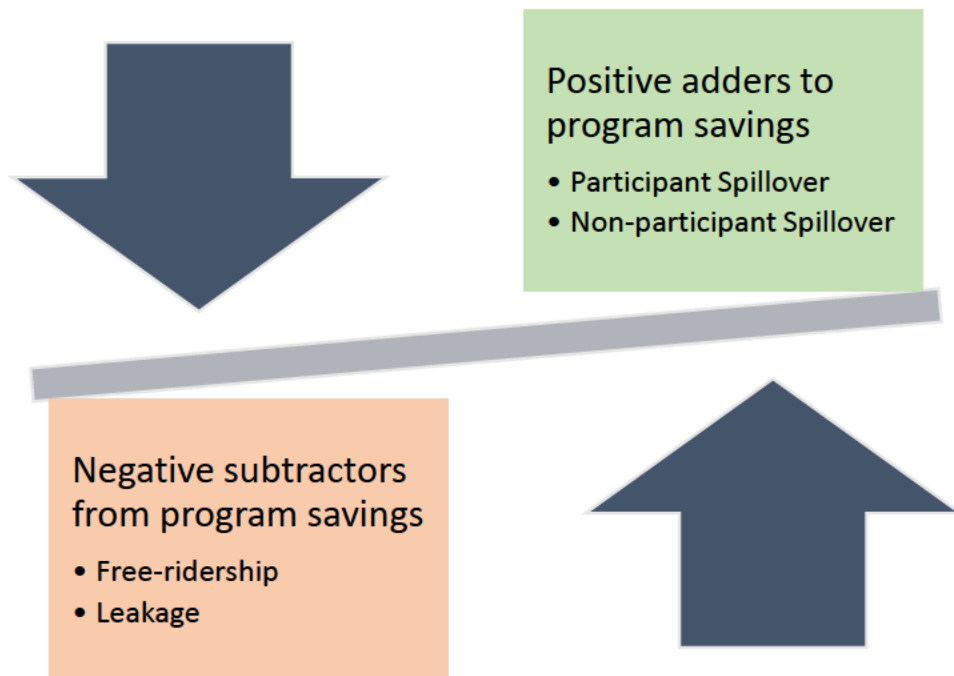 Positive adders to
program savings
• Participant Spillover
• Non-participant Spillover
Negative subtractors
from program savings
• Free-ridership
• Leakage